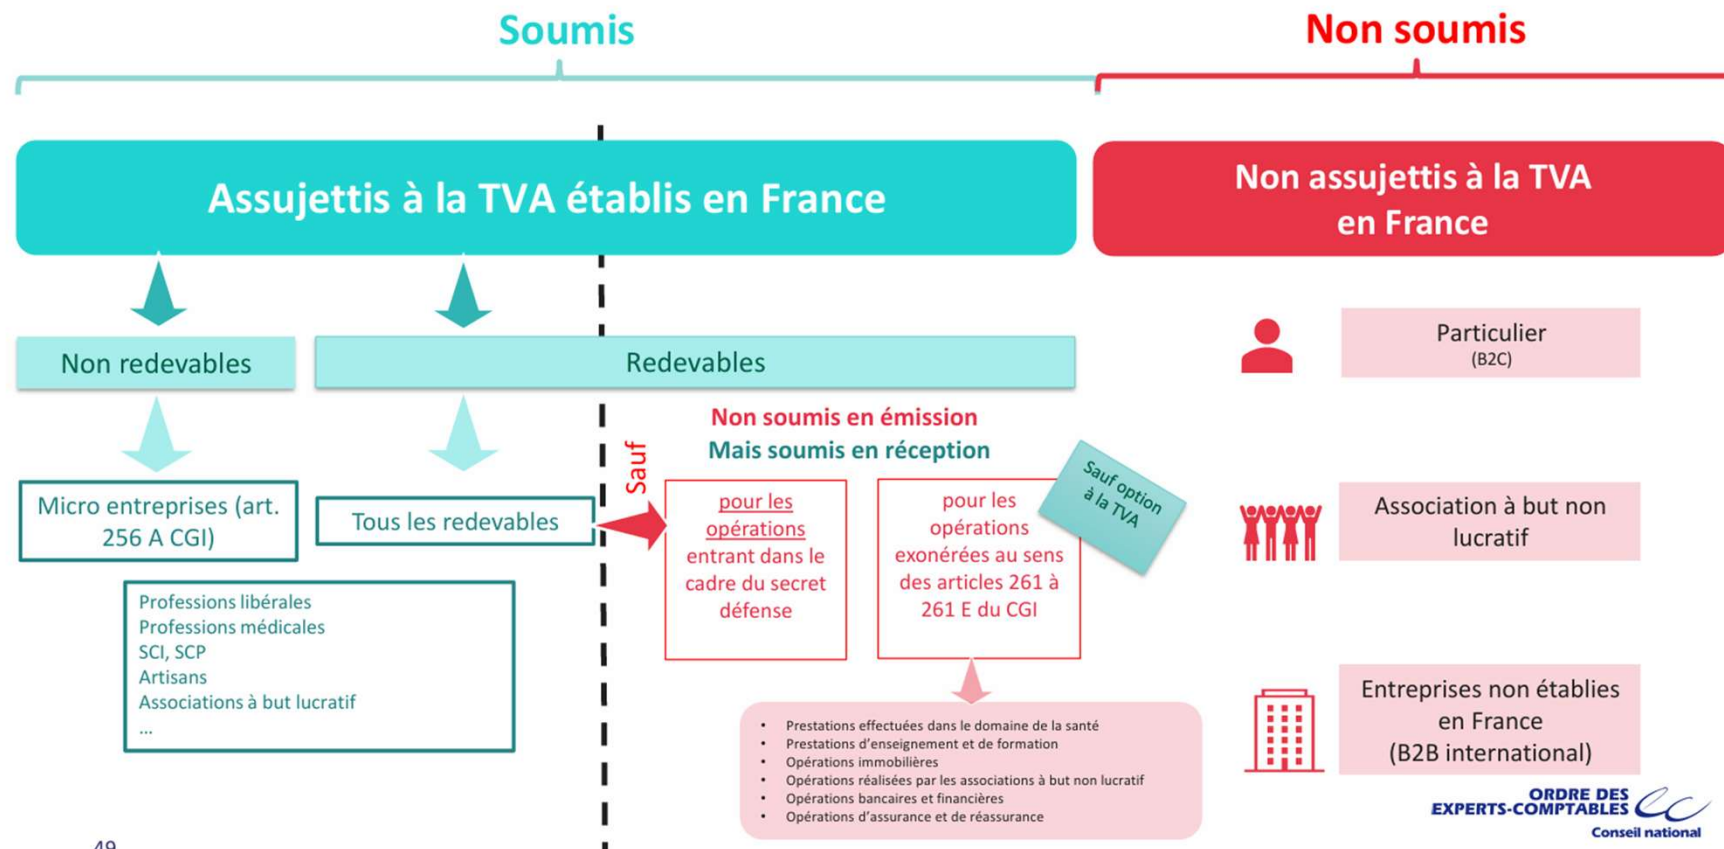 Soumis
Non soumis
Assujettis à la TVA établis en France
Non assujettis à la TVA
en France
Non redevables
Redevables
Particulier
(B2C)
Non soumis en émission
Mais soumis en réception
Sauf
Sauf option
à la TVA
Micro entreprises (art.
256 A CGI)
Tous les redevables
pour les
opérations
entrant dans le
cadre du secret
défense
pour les
opérations
exonérées au sens
des articles 261 à
261 E du CGI
Association à but non
lucratif
Professions libérales
Professions médicales
SCI, SCP
Artisans
Associations à but lucratif
...
• Prestations effectuées dans le domaine de la santé
• Prestations d'enseignement et de formation
• Opérations immobilières
• Opérations réalisées par les associations à but non lucratif
• Opérations bancaires et financières
• Opérations d'assurance et de réassurance
Entreprises non établies
en France
(B2B international)
ORDRE DES
EXPERTS-COMPTABLES
Conseil national
49